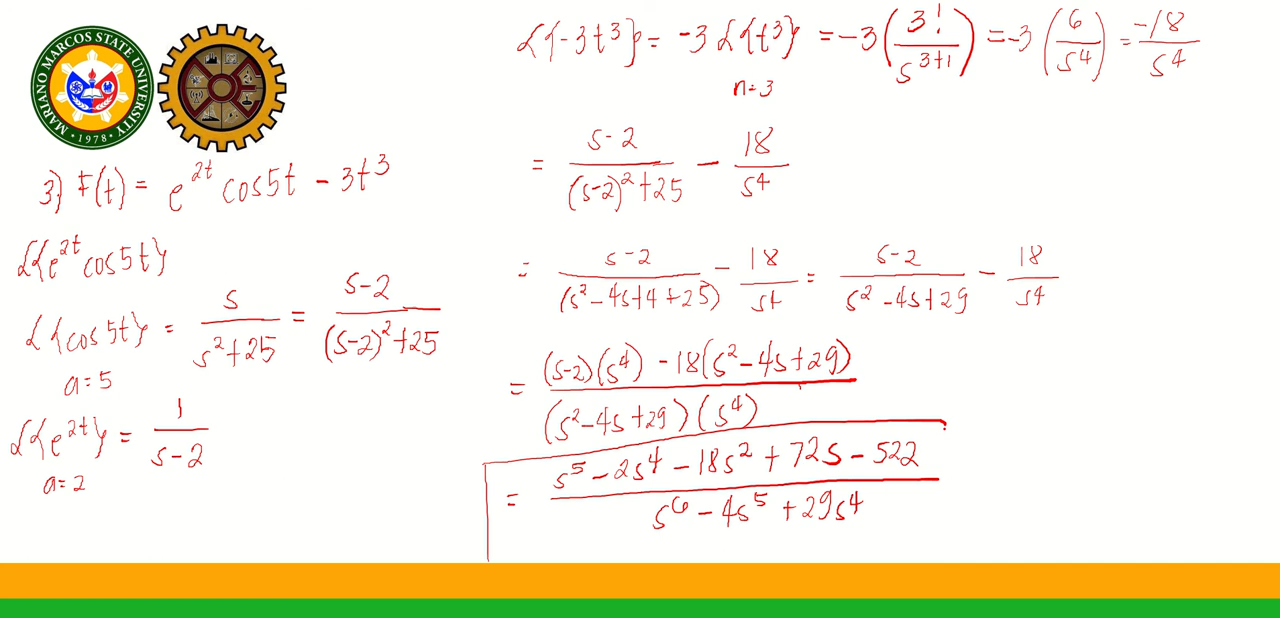 MARIANO MARCOS STATE UNIVERSITY
• 1978 •
3) F(t) = e^{2t} cos5t - 3t^3
ℒ{e^{2t} cos5t}
ℒ{cos5t} = s/(s^2+25) = (s-2)/((s-2)^2+25)
a=5
ℒ{e^{2t}} = 1/(s-2)
a=2
ℒ{-3t^3} = -3ℒ{t^3} = -3(3!/s^{3+1}) = -3(6/s^4) = -18/s^4
n=3
= (s-2)/((s-2)^2+25) - 18/s^4
= (s-2)/(s^2-4s+4+25) - 18/s^4 = (s-2)/(s^2-4s+29) - 18/s^4
= ((s-2)(s^4) - 18(s^2-4s+29))/((s^2-4s+29)(s^4))
= (s^5-2s^4-18s^2+72s-522)/(s^6-4s^5+29s^4)